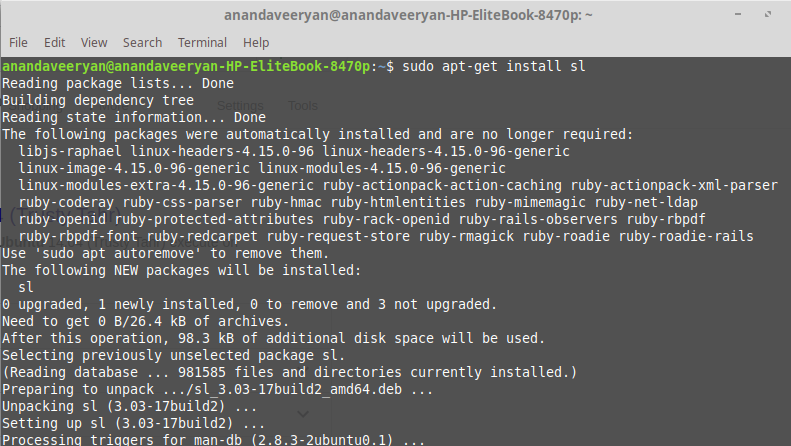 anandaveeryan@anandaveeryan-HP-EliteBook-8470p: ~
File Edit View Search Terminal Help
anandaveeryan@anandaveeryan-HP-EliteBook-8470p:~$ sudo apt-get install sl
Reading package lists... Done
Building dependency tree
Settings Tools
Reading state information... Done
The following packages were automatically installed and are no longer required:
libjs-raphael linux-headers-4.15.0-96 linux-headers-4.15.0-96-generic
linux-image-4.15.0-96-generic linux-modules-4.15.0-96-generic
linux-modules-extra-4.15.0-96-generic ruby-actionpack-action-caching ruby-actionpack-xml-parser
ruby-coderay ruby-css-parser ruby-hmac ruby-htmlentities ruby-mimemagic ruby-net-ldap
ruby-openid ruby-protected-attributes ruby-rack-openid ruby-rails-observers ruby-rbpdf
ruby-rbpdf-font ruby-redcarpet ruby-request-store ruby-rmagick ruby-roadie ruby-roadie-rails
Use 'sudo apt autoremove' to remove them.
The following NEW packages will be installed:
sl
0 upgraded, 1 newly installed, 0 to remove and 3 not upgraded.
Need to get 0 B/26.4 kB of archives.
After this operation, 98.3 kB of additional disk space will be used.
Selecting previously unselected package sl.
(Reading database ... 981585 files and directories currently installed.)
Preparing to unpack .../sl_3.03-17build2_amd64.deb ...
Unpacking sl (3.03-17build2) ...
Setting up sl (3.03-17build2) ...
Processing triggers for man-db (2.8.3-2ubuntu0.1) ...